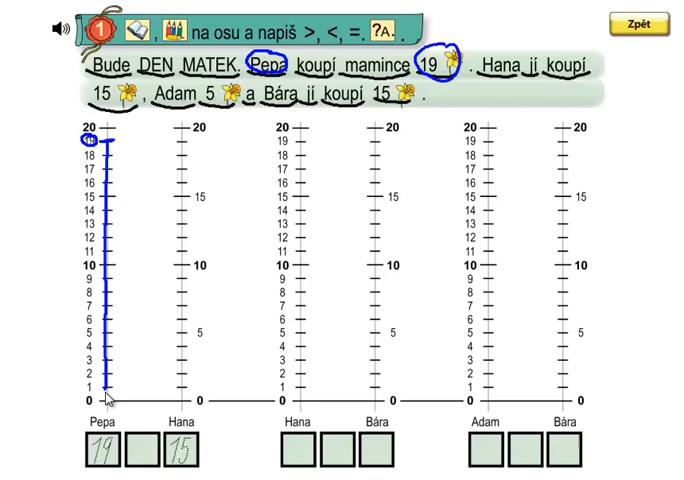 1 , na osu a napiš >, <, =. ?A. .
Zpět
Bude DEN MATEK. Pepa koupí mamince 19 . Hana jí koupí
15 , Adam 5 a Bára jí koupí 15 .
20 20 20 20 20 20
19 19 19
18 18 18
17 17 17
16 16 16
15 15 15 15 15 15
14 14 14
13 13 13
12 12 12
11 11 11
10 10 10 10 10 10
9 9 9
8 8 8
7 7 7
6 6 6
5 5 5 5 5 5
4 4 4
3 3 3
2 2 2
1 1 1
0 0 0 0 0 0
Pepa Hana Hana Bára Adam Bára
19 15